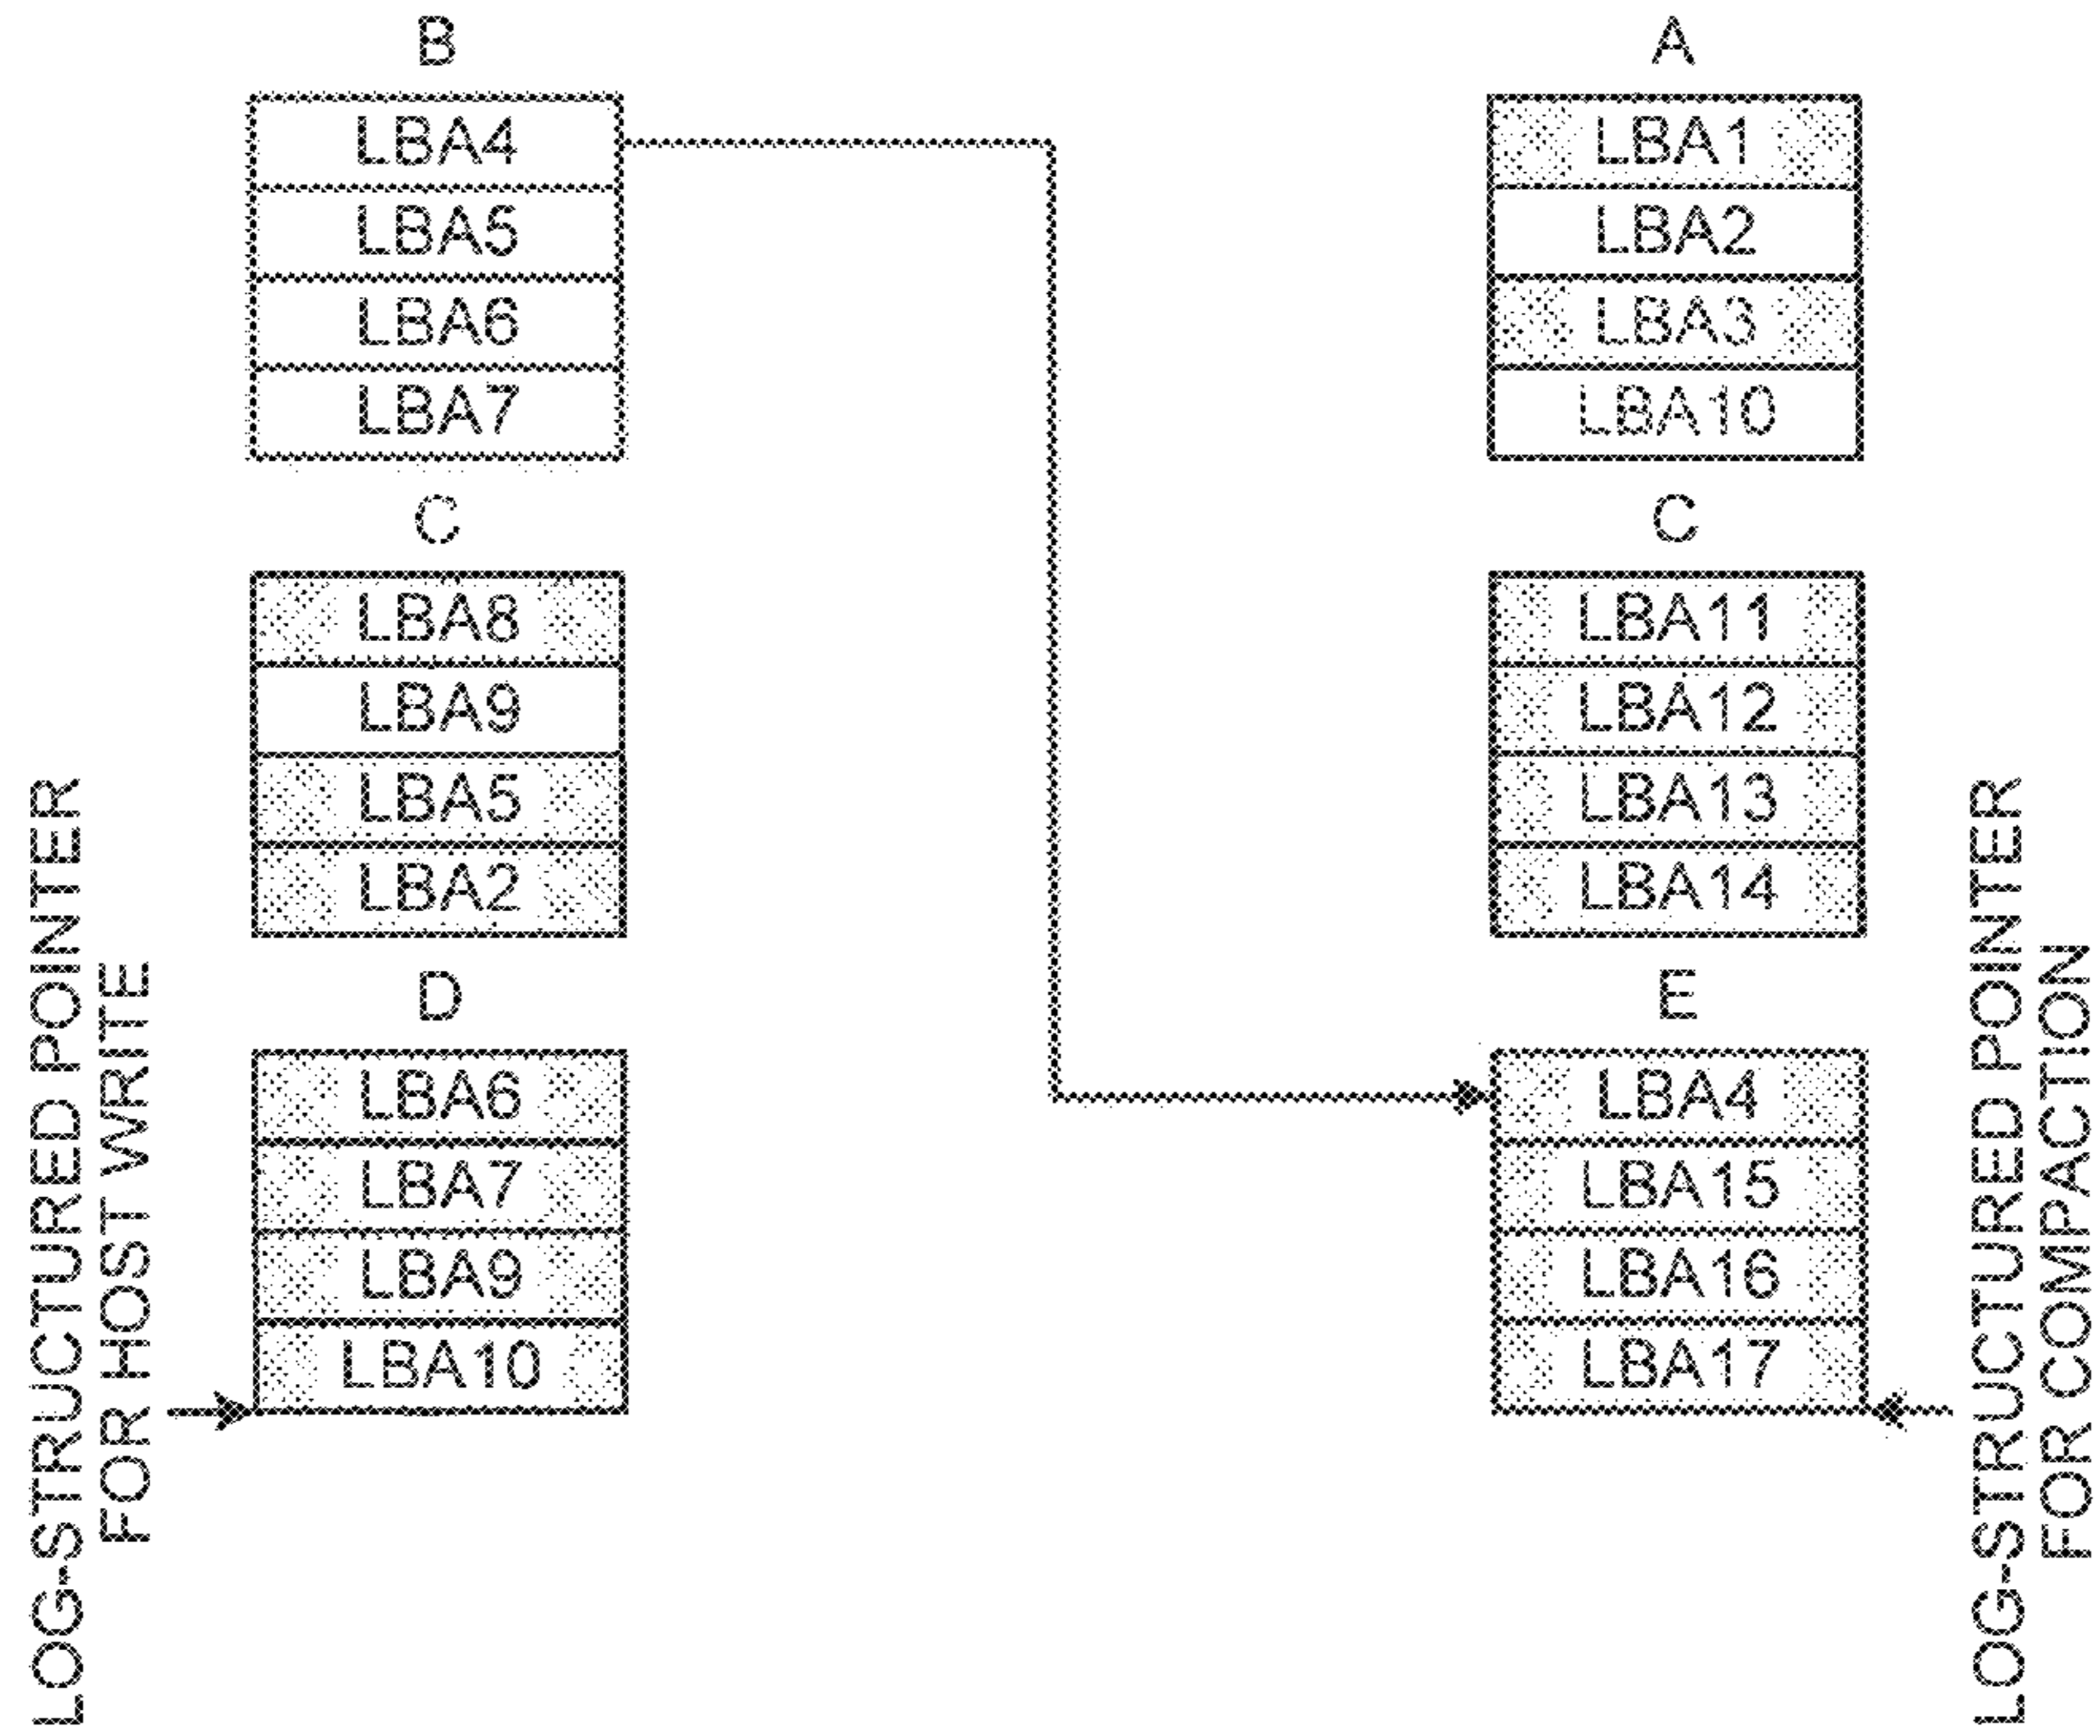 B
LBA4
LBA5
LBA6
LBA7
C
LBA8
LBA9
LBA5
LBA2
D
LBA6
LBA7
LBA9
LBA10
LOG-STRUCTURED POINTER
FOR HOST WRITE
A
LBA1
LBA2
LBA3
LBA10
C
LBA11
LBA12
LBA13
LBA14
E
LBA4
LBA15
LBA16
LBA17
LOG-STRUCTURED POINTER
FOR COMPACTION